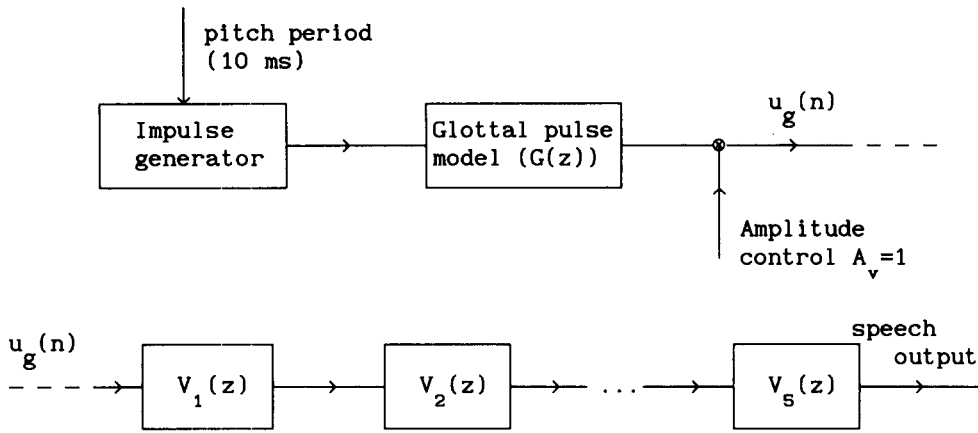 pitch period
(10 ms)
Impulse
generator
Glottal pulse
model (G(z))
u_g(n)
Amplitude
control A_v=1
u_g(n)
V_1(z)
V_2(z)
...
V_5(z)
speech
output